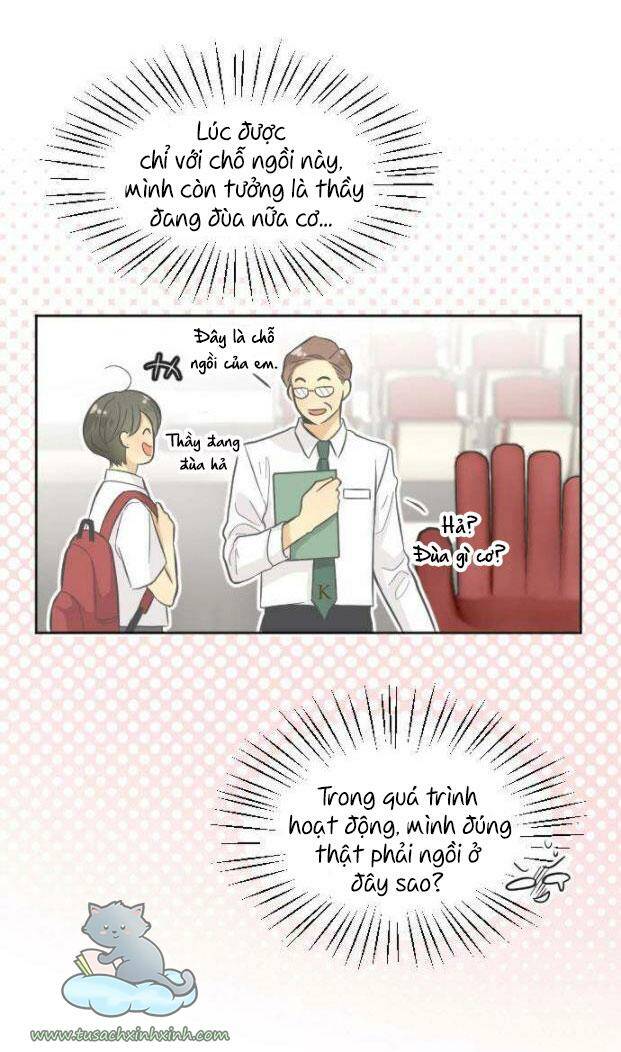 Lúc được
chỉ với chỗ ngồi này,
mình còn tưởng là thầy
đang đùa nữa cơ...
Đây là chỗ
ngồi của em.
Thầy đang
đùa hả
Hả?
Đùa gì cơ?
K
Trong quá trình
hoạt động, mình đúng
thật phải ngồi ở
đây sao?
www.tusachxinhxinh.com